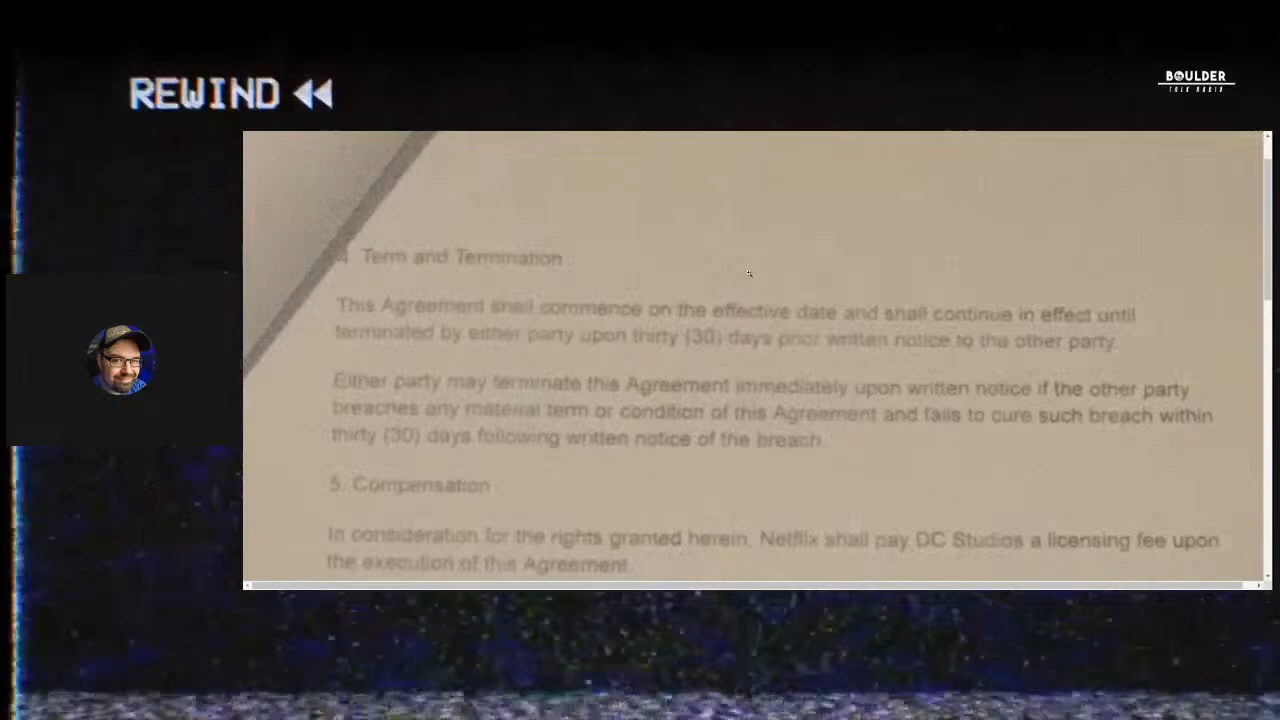 REWIND
BOULDER
TALK RADIO
4 Term and Termination
This Agreement shall commence on the effective date and shall continue in effect until
terminated by either party upon thirty (30) days prior written notice to the other party.
Either party may terminate this Agreement immediately upon written notice if the other party
breaches any material term or condition of this Agreement and fails to cure such breach within
thirty (30) days following written notice of the breach.
5. Compensation
In consideration for the rights granted herein, Netflix shall pay DC Studios a licensing fee upon
the execution of this Agreement.